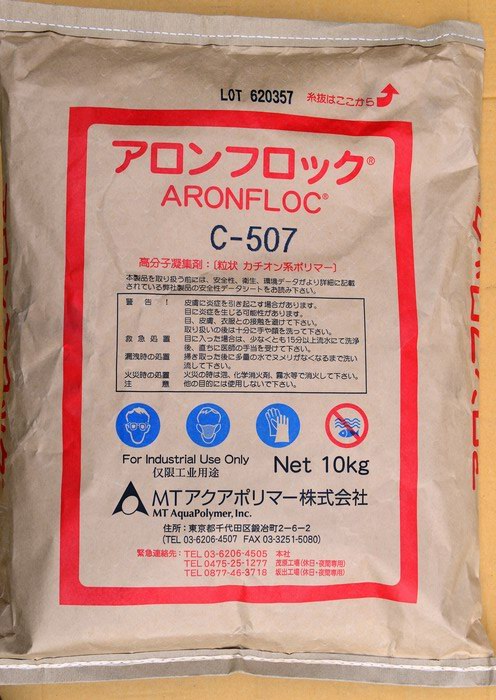 LOT 620357 糸抜はここから
アロンフロック®
ARONFLOC®
C-507
高分子凝集剤：〔粒状 カチオン系ポリマー〕
本製品を取り扱う前には、安全性、衛生、環境データがより詳細に記載
されている弊社製品の安全性データシートをお読み下さい。
警告！ 皮膚に炎症を引き起こす場合があります。
目に炎症を生じる可能性があります。
目、皮膚、衣服との接触を避けて下さい。
取り扱いの後は十分に手や顔を洗って下さい。
救急処置 目に入った場合は、少なくとも15分以上流水にて洗浄
後、直ちに医師の手当を受けて下さい。
漏洩時の処置 掃き取った後に多量の水でヌメリがなくなるまで洗い
流して下さい。
火災時の処置 火災の時は泡、化学消火剤、霧水等で消火して下さい。
注意 他の目的には使用しないで下さい。
For Industrial Use Only
仅限工业用途
Net 10kg
MTアクアポリマー株式会社
MT AquaPolymer, Inc.
住所：東京都千代田区鍛冶町2-6-2
(TEL 03-6206-4507 FAX 03-3251-5080)
緊急連絡先：TEL 03-6206-4505 本社
TEL 0475-25-1277 茂原工場（休日・夜間専用）
TEL 0877-46-3718 坂出工場（休日・夜間専用）